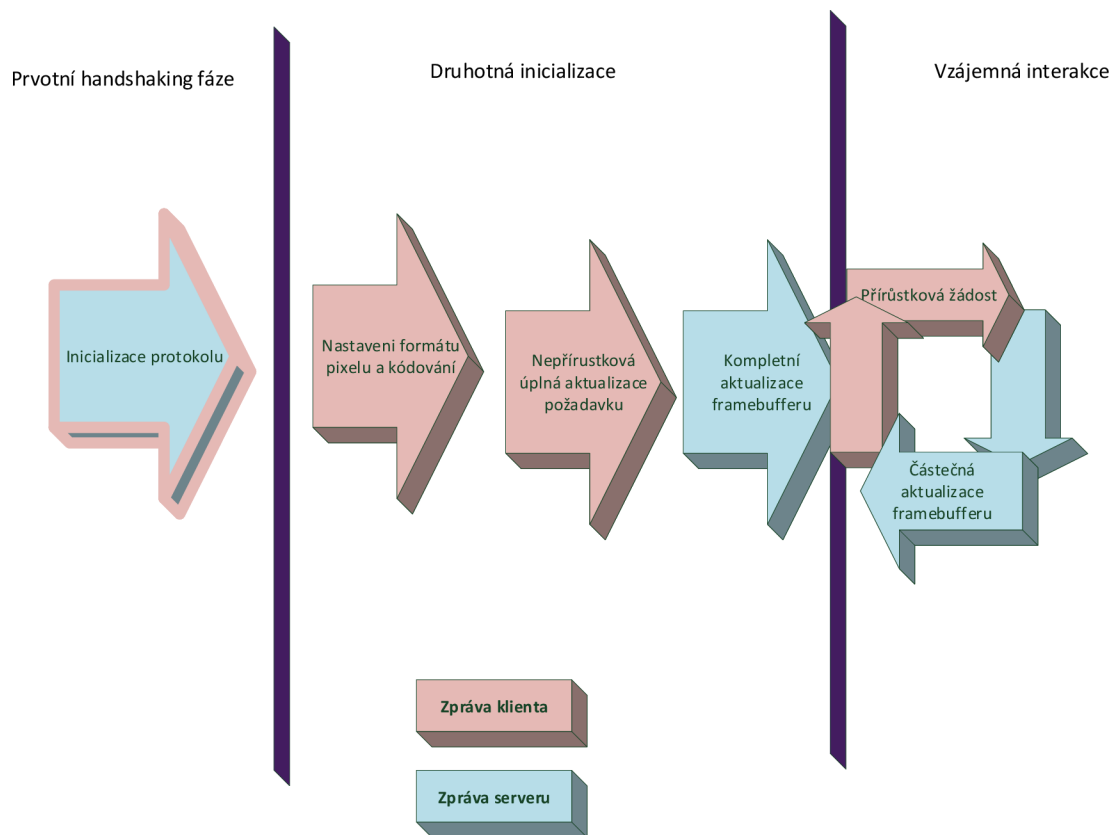 Prvotní handshaking fáze
Druhotná inicializace
Vzájemná interakce
Inicializace protokolu
Nastaveni formátu
pixelu a kódování
Nepřírustková
úplná aktualizace
požadavku
Kompletní
aktualizace
framebufferu
Přírůstková žádost
Částečná
aktualizace
framebufferu
Zpráva klienta
Zpráva serveru